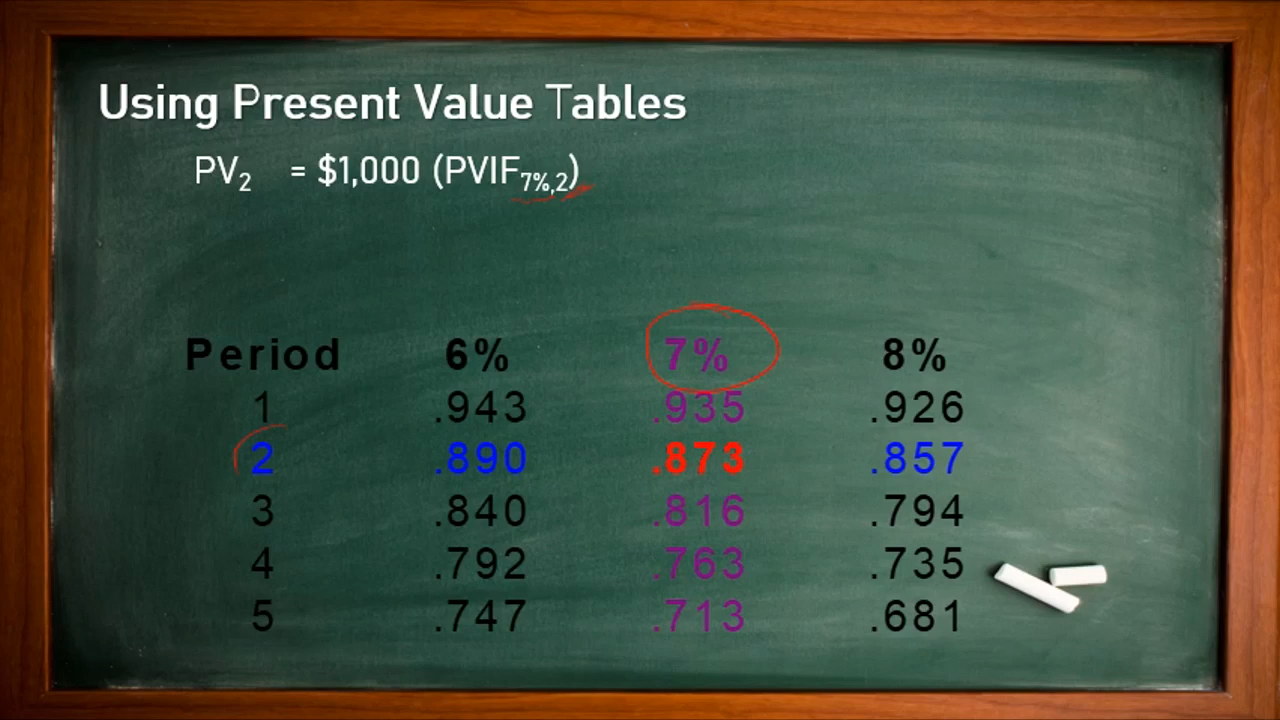 Using Present Value Tables
PV₂ = $1,000 (PVIF₇%,₂)
Period 6% 7% 8%
1 .943 .935 .926
2 .890 .873 .857
3 .840 .816 .794
4 .792 .763 .735
5 .747 .713 .681